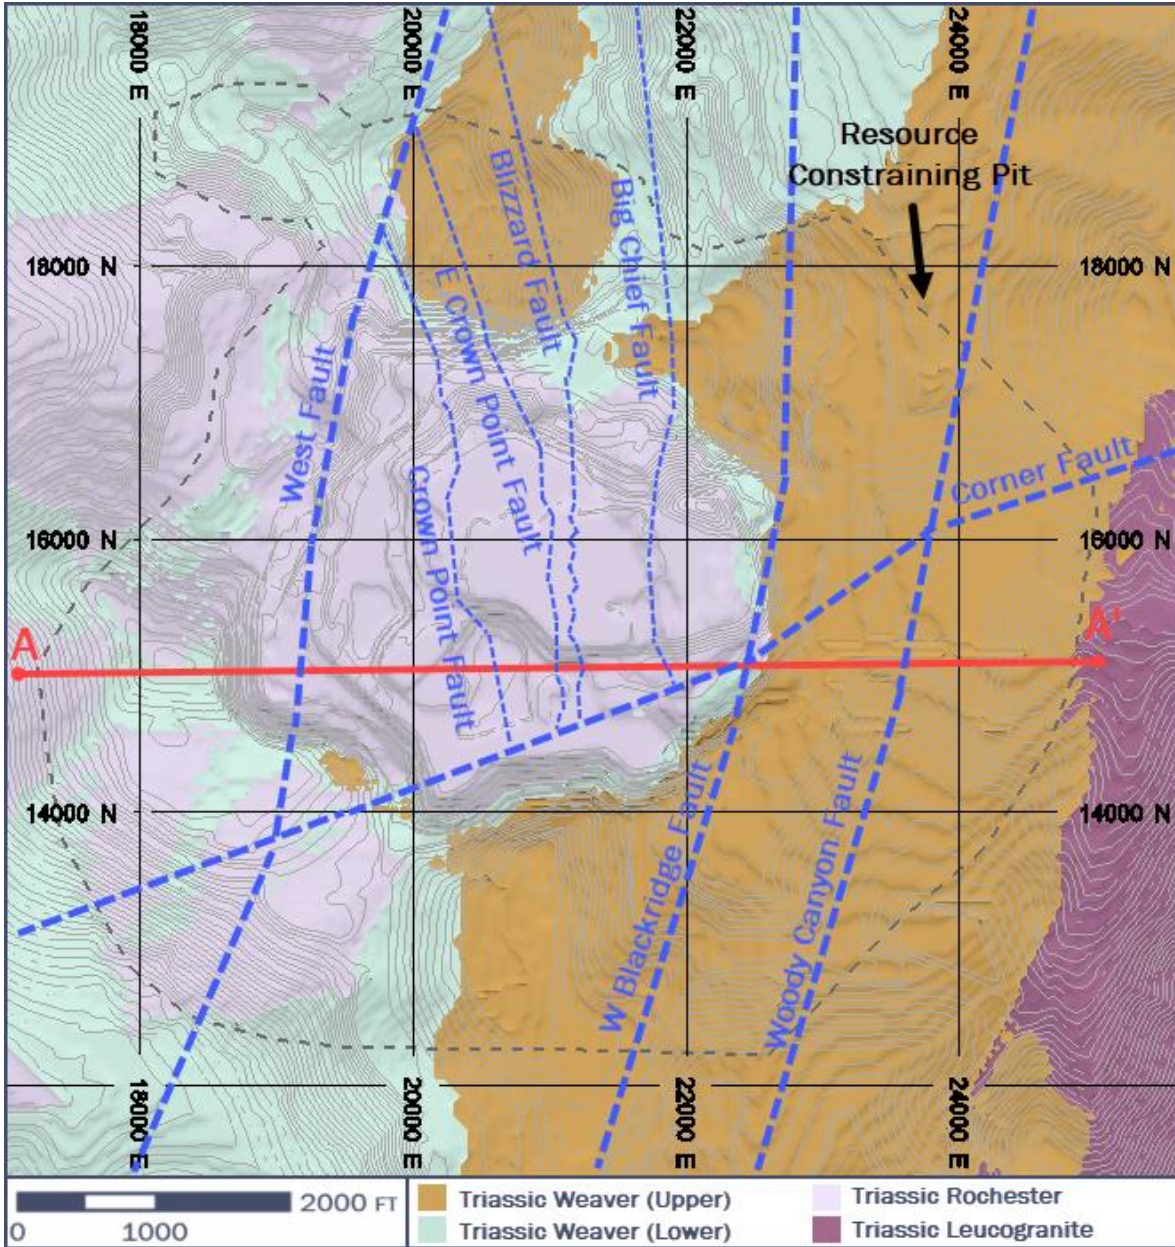 18000 E
20000 E
22000 E
24000 E
Resource
Constraining Pit
Blizzard Fault
Big Chief Fault
E Crown Point Fault
18000 N
18000 N
West Fault
Crown Point Fault
Corner Fault
16000 N
16000 N
A
A'
14000 N
14000 N
W Blackridge Fault
Woody Canyon Fault
18000 E
20000 E
22000 E
24000 E
2000 FT
0
1000
Triassic Weaver (Upper)
Triassic Weaver (Lower)
Triassic Rochester
Triassic Leucogranite